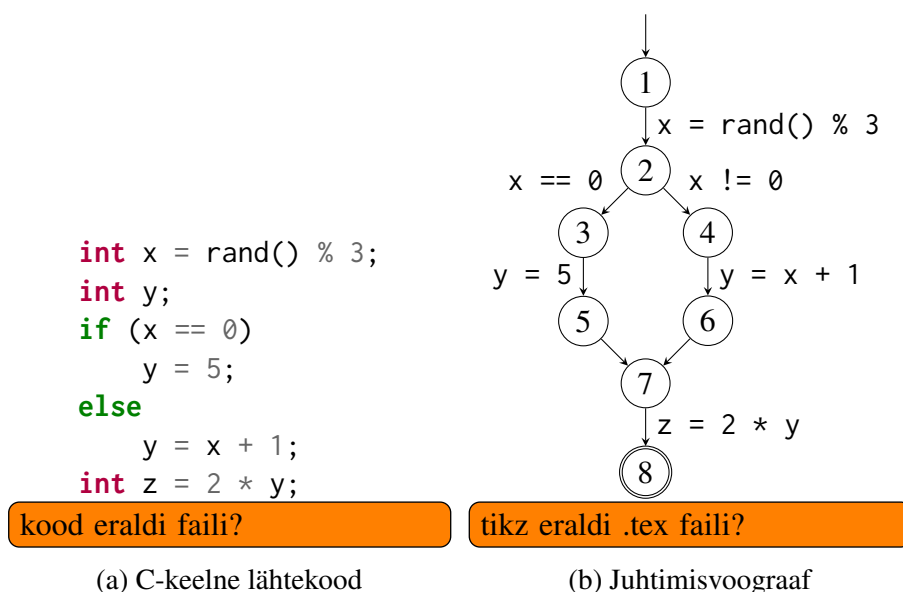 int x = rand() % 3;
int y;
if (x == 0)
    y = 5;
else
    y = x + 1;
int z = 2 * y;
kood eraldi faili?
(a) C-keelne lähtekood
1
x = rand() % 3
2
x == 0
x != 0
3
4
y = 5
y = x + 1
5
6
7
z = 2 * y
8
tikz eraldi .tex faili?
(b) Juhtimisvoograaf